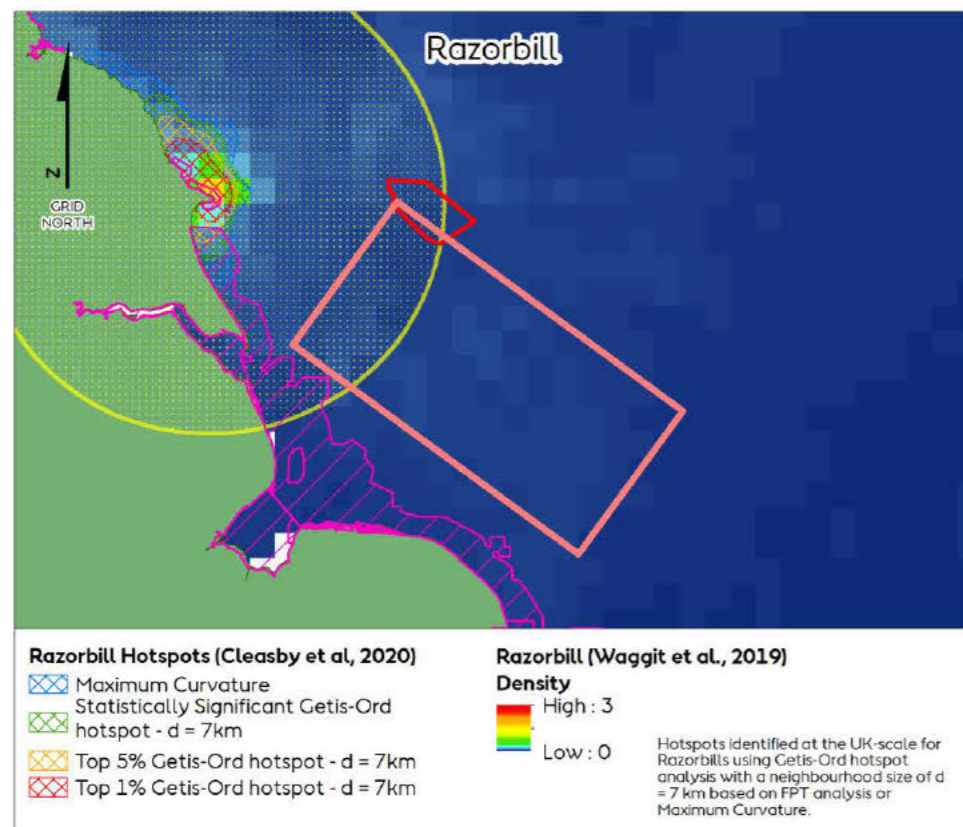 Razorbill
N
GRID
NORTH
Razorbill Hotspots (Cleasby et al, 2020)
Maximum Curvature
Statistically Significant Getis-Ord
hotspot - d = 7km
Top 5% Getis-Ord hotspot - d = 7km
Top 1% Getis-Ord hotspot - d = 7km
Razorbill (Waggit et al., 2019)
Density
High : 3
Low : 0
Hotspots identified at the UK-scale for
Razorbills using Getis-Ord hotspot
analysis with a neighbourhood size of d
= 7 km based on FPT analysis or
Maximum Curvature.